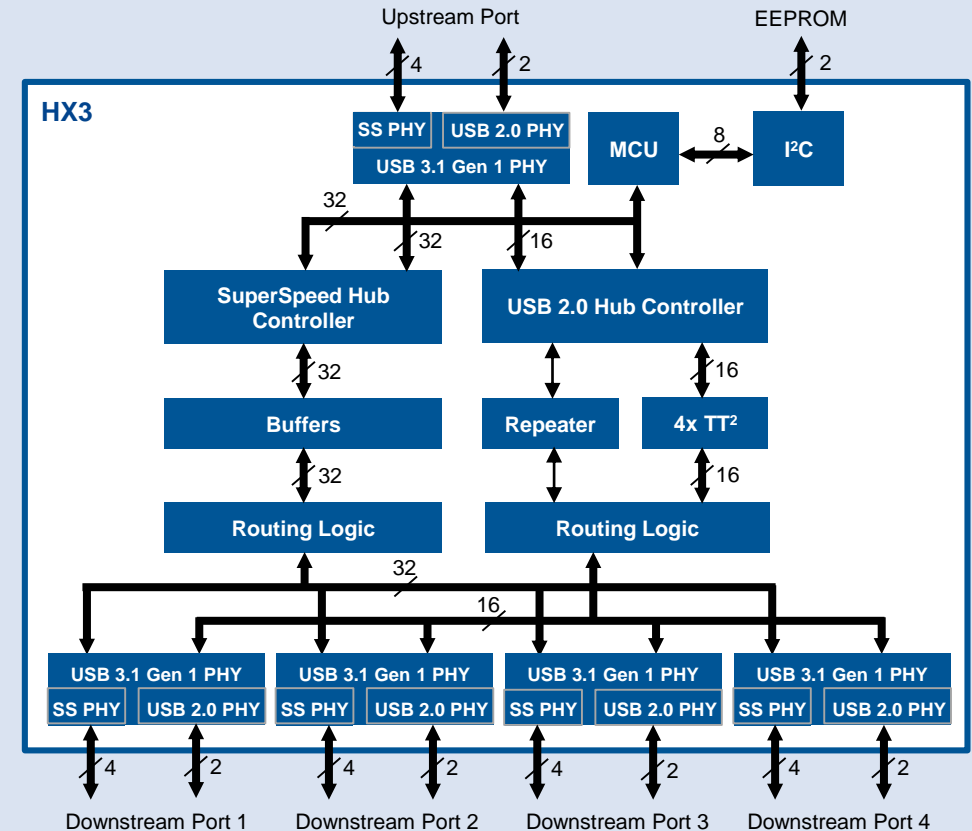 Upstream Port
EEPROM
4
2
2
HX3
SS PHY
USB 2.0 PHY
USB 3.1 Gen 1 PHY
MCU
8
I²C
32
32
16
SuperSpeed Hub
Controller
USB 2.0 Hub Controller
32
16
Buffers
Repeater
4x TT²
32
16
Routing Logic
Routing Logic
32
16
USB 3.1 Gen 1 PHY
USB 3.1 Gen 1 PHY
USB 3.1 Gen 1 PHY
USB 3.1 Gen 1 PHY
SS PHY
USB 2.0 PHY
SS PHY
USB 2.0 PHY
SS PHY
USB 2.0 PHY
SS PHY
USB 2.0 PHY
4
2
4
2
4
2
4
2
Downstream Port 1
Downstream Port 2
Downstream Port 3
Downstream Port 4